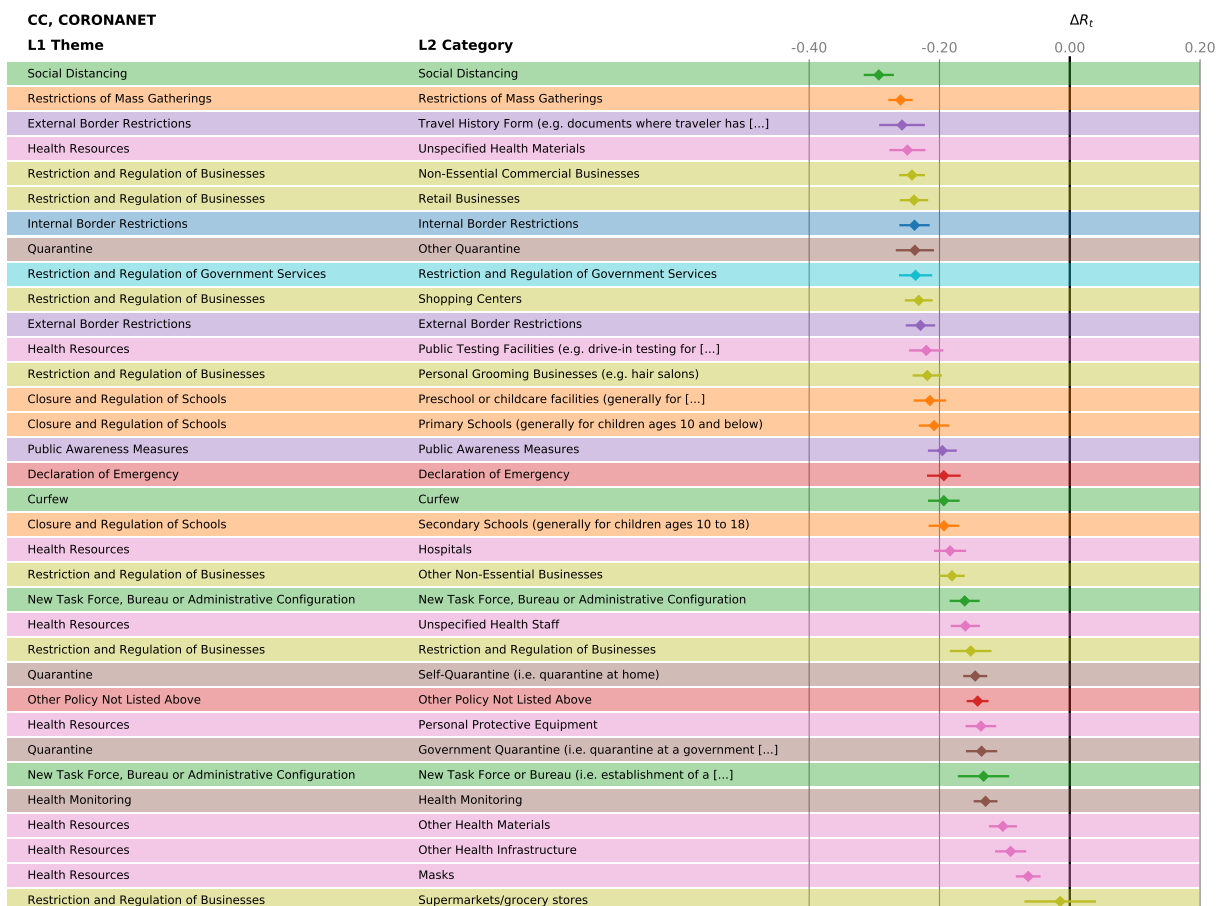 CC, CORONANET ΔRt
L1 Theme L2 Category -0.40 -0.20 0.00 0.20
Social Distancing Social Distancing
Restrictions of Mass Gatherings Restrictions of Mass Gatherings
External Border Restrictions Travel History Form (e.g. documents where traveler has [...]
Health Resources Unspecified Health Materials
Restriction and Regulation of Businesses Non-Essential Commercial Businesses
Restriction and Regulation of Businesses Retail Businesses
Internal Border Restrictions Internal Border Restrictions
Quarantine Other Quarantine
Restriction and Regulation of Government Services Restriction and Regulation of Government Services
Restriction and Regulation of Businesses Shopping Centers
External Border Restrictions External Border Restrictions
Health Resources Public Testing Facilities (e.g. drive-in testing for [...]
Restriction and Regulation of Businesses Personal Grooming Businesses (e.g. hair salons)
Closure and Regulation of Schools Preschool or childcare facilities (generally for [...]
Closure and Regulation of Schools Primary Schools (generally for children ages 10 and below)
Public Awareness Measures Public Awareness Measures
Declaration of Emergency Declaration of Emergency
Curfew Curfew
Closure and Regulation of Schools Secondary Schools (generally for children ages 10 to 18)
Health Resources Hospitals
Restriction and Regulation of Businesses Other Non-Essential Businesses
New Task Force, Bureau or Administrative Configuration New Task Force, Bureau or Administrative Configuration
Health Resources Unspecified Health Staff
Restriction and Regulation of Businesses Restriction and Regulation of Businesses
Quarantine Self-Quarantine (i.e. quarantine at home)
Other Policy Not Listed Above Other Policy Not Listed Above
Health Resources Personal Protective Equipment
Quarantine Government Quarantine (i.e. quarantine at a government [...]
New Task Force, Bureau or Administrative Configuration New Task Force or Bureau (i.e. establishment of a [...]
Health Monitoring Health Monitoring
Health Resources Other Health Materials
Health Resources Other Health Infrastructure
Health Resources Masks
Restriction and Regulation of Businesses Supermarkets/grocery stores